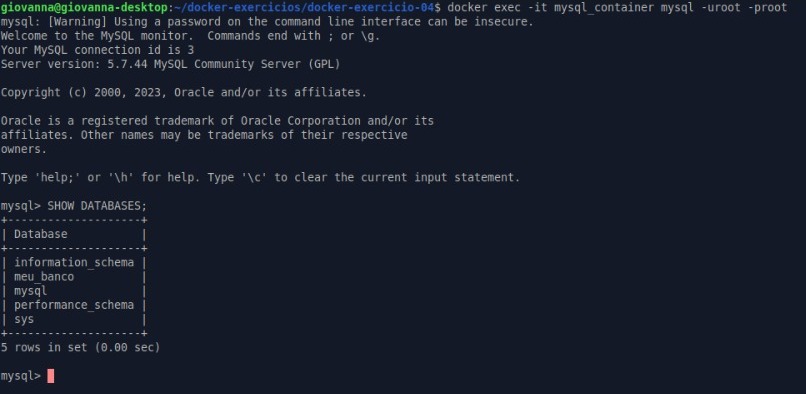 giovanna@giovanna-desktop:~/docker-exercicios/docker-exercicio-04$ docker exec -it mysql_container mysql -uroot -proot
mysql: [Warning] Using a password on the command line interface can be insecure.
Welcome to the MySQL monitor.  Commands end with ; or \g.
Your MySQL connection id is 3
Server version: 5.7.44 MySQL Community Server (GPL)

Copyright (c) 2000, 2023, Oracle and/or its affiliates.

Oracle is a registered trademark of Oracle Corporation and/or its
affiliates. Other names may be trademarks of their respective
owners.

Type 'help;' or '\h' for help. Type '\c' to clear the current input statement.

mysql> SHOW DATABASES;
+--------------------+
| Database           |
+--------------------+
| information_schema |
| meu_banco          |
| mysql              |
| performance_schema |
| sys                |
+--------------------+
5 rows in set (0.00 sec)

mysql>